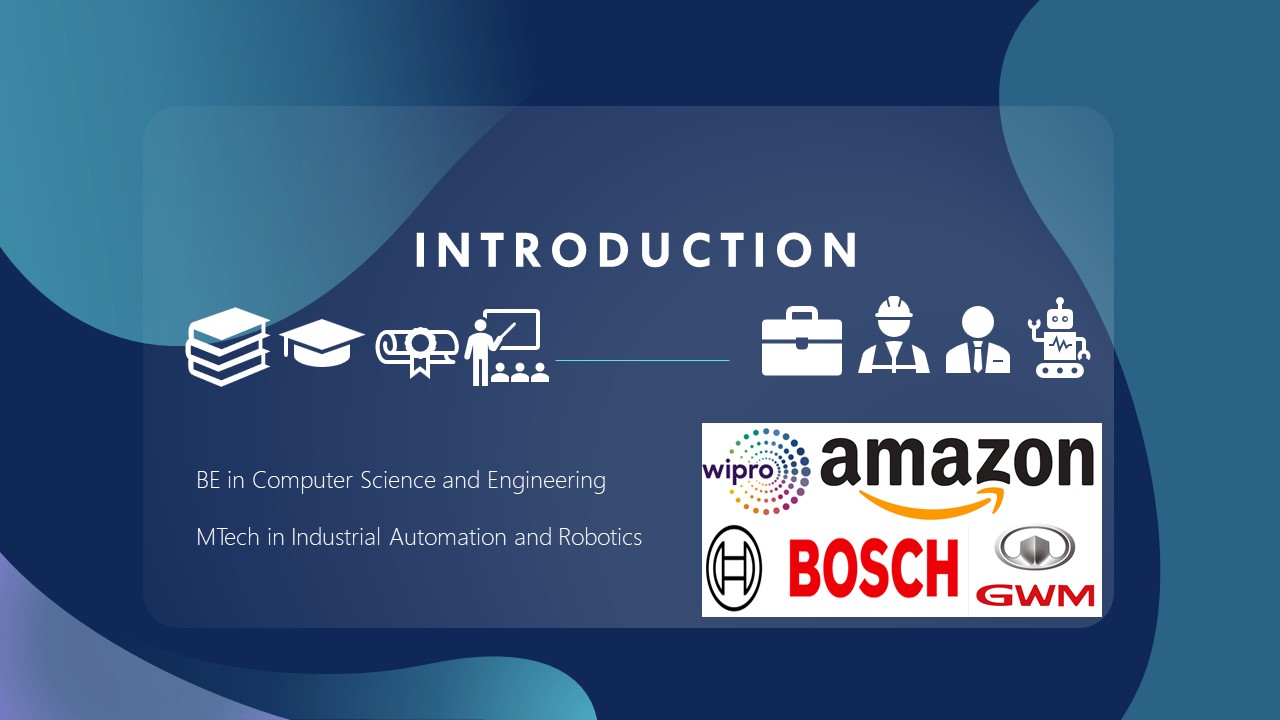 INTRODUCTION
BE in Computer Science and Engineering
MTech in Industrial Automation and Robotics
wipro
amazon
BOSCH
GWM